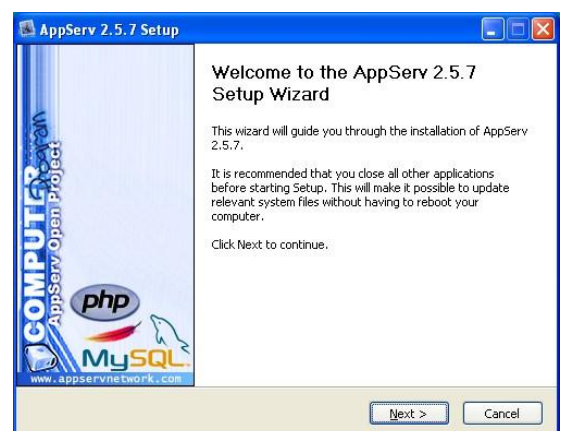 AppServ 2.5.7 Setup
Welcome to the AppServ 2.5.7
Setup Wizard
This wizard will guide you through the installation of AppServ
2.5.7.
It is recommended that you close all other applications
before starting Setup. This will make it possible to update
relevant system files without having to reboot your
computer.
Click Next to continue.
COMPUTER
Program
AppServ Open Project
php
MySQL
www.appservnetwork.com
Next >
Cancel